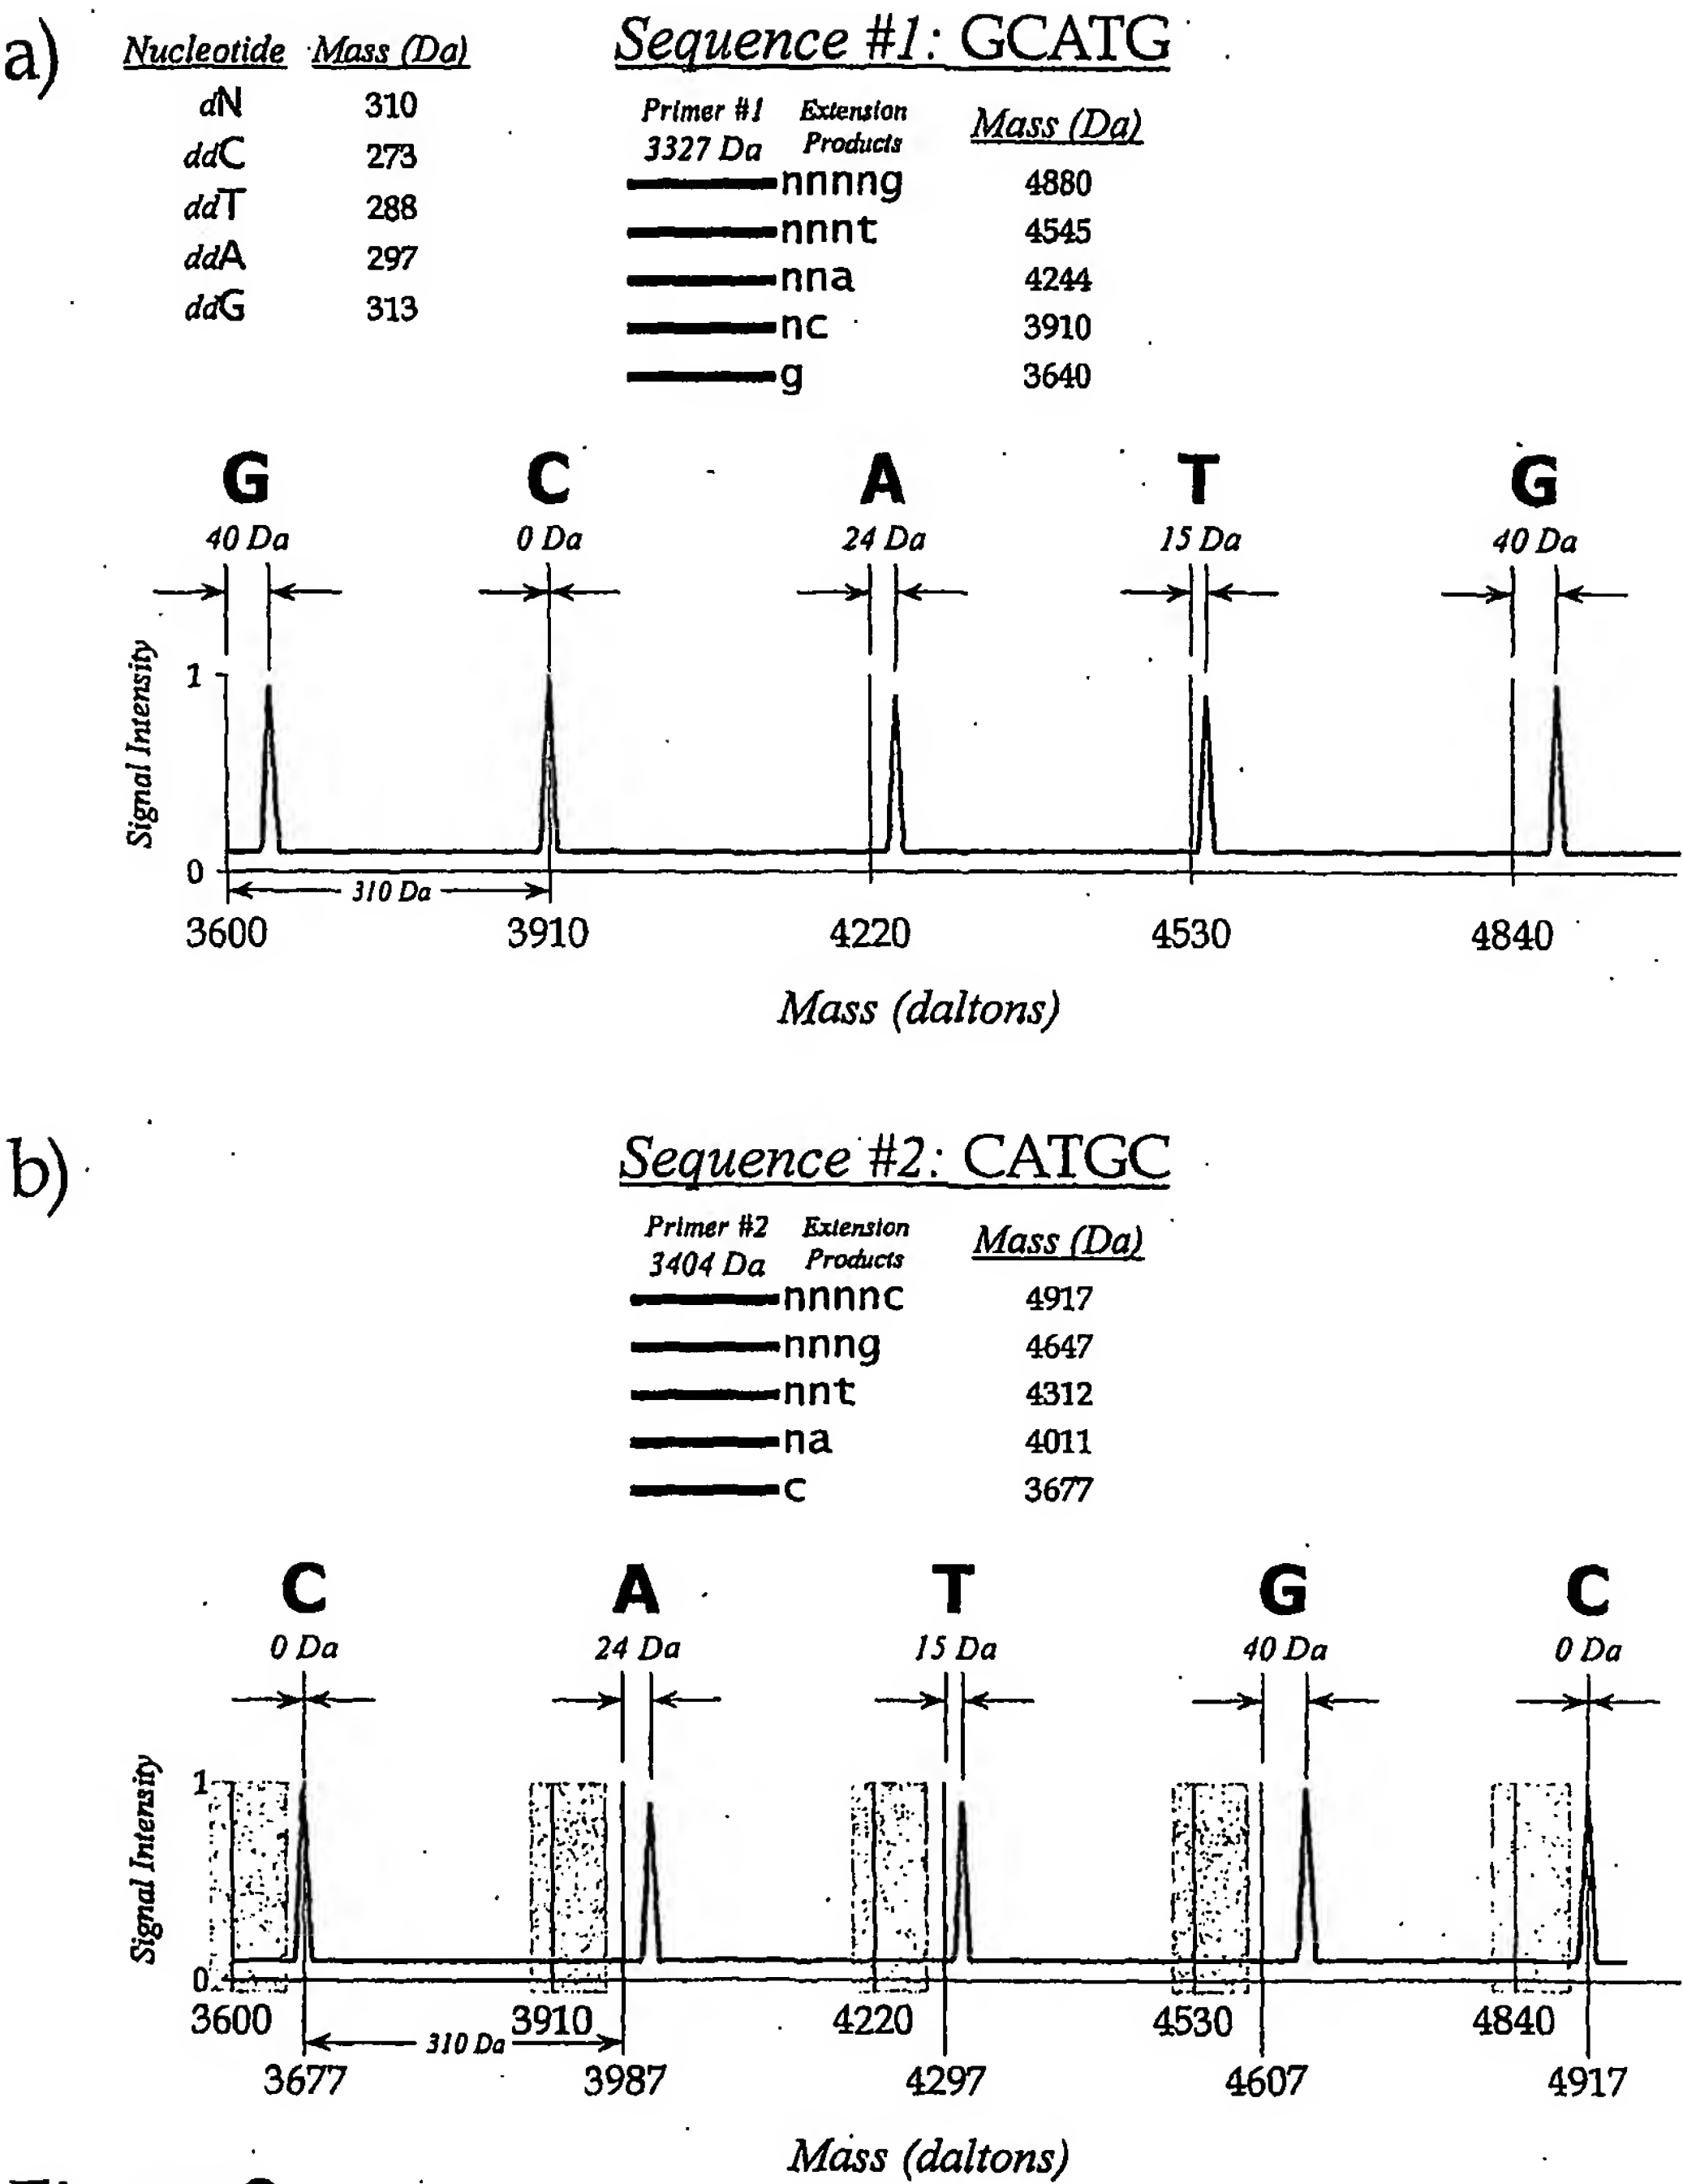 a)
Nucleotide Mass (Da)
dN 310
ddC 273
ddT 288
ddA 297
ddG 313
Sequence #1: GCATG
Primer #1 Extension Mass (Da)
3327 Da Products
nnnng 4880
nnnt 4545
nna 4244
nc 3910
g 3640
G C A T G
40 Da 0 Da 24 Da 15 Da 40 Da
Signal Intensity
1
0
310 Da
3600 3910 4220 4530 4840
Mass (daltons)
b)
Sequence #2: CATGC
Primer #2 Extension Mass (Da)
3404 Da Products
nnnnc 4917
nnng 4647
nnt 4312
na 4011
c 3677
C A T G C
0 Da 24 Da 15 Da 40 Da 0 Da
Signal Intensity
1
0
3600 3910 4220 4530 4840
310 Da
3677 3987 4297 4607 4917
Mass (daltons)